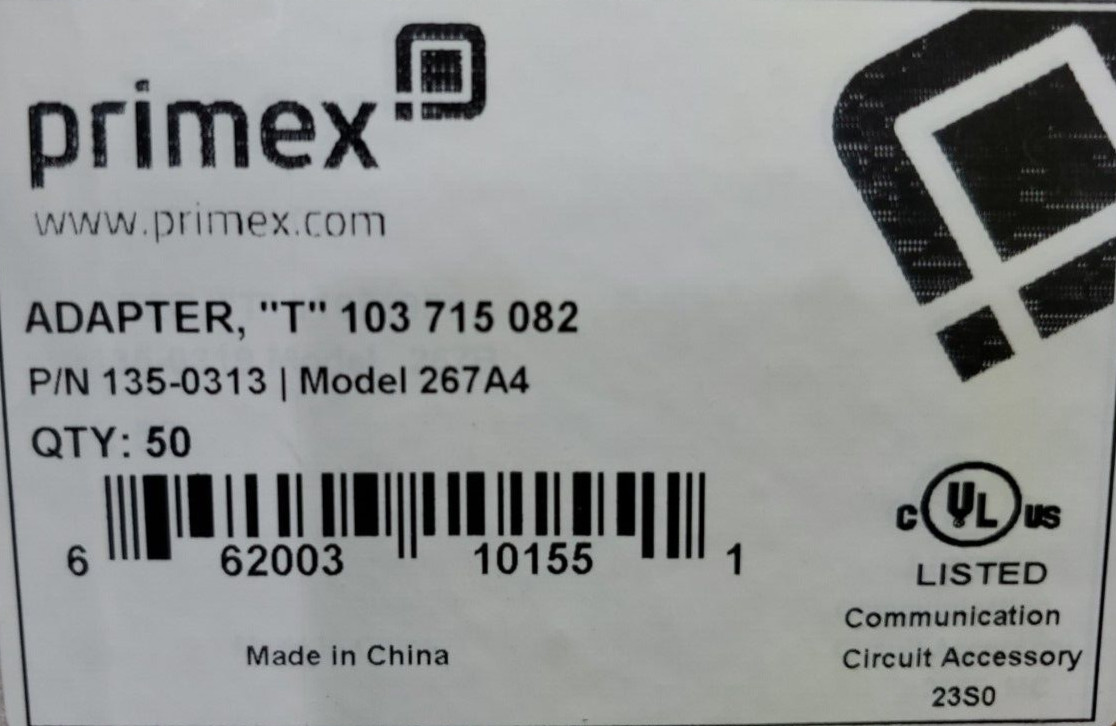 primex
www.primex.com
ADAPTER, "T" 103 715 082
P/N 135-0313 | Model 267A4
QTY: 50
6 62003 10155 1
Made in China
C UL US
LISTED
Communication
Circuit Accessory
23S0